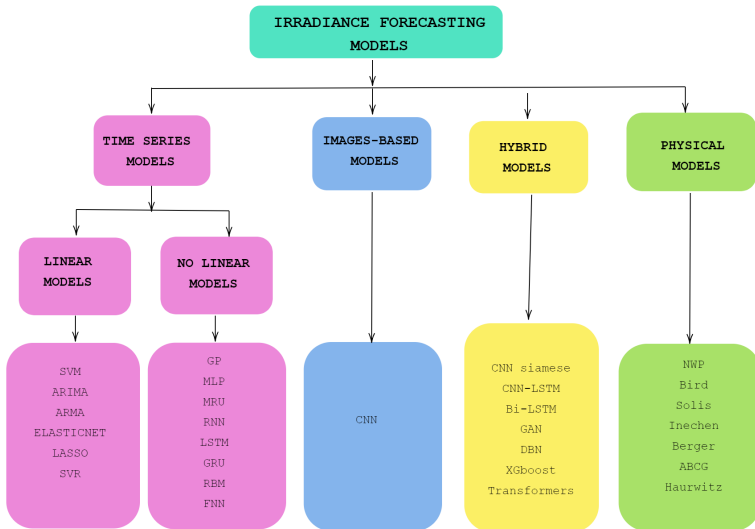 IRRADIANCE FORECASTING
MODELS
TIME SERIES
MODELS
IMAGES-BASED
MODELS
HYBRID
MODELS
PHYSICAL
MODELS
LINEAR
MODELS
NO LINEAR
MODELS
SVM
ARIMA
ARMA
ELASTICNET
LASSO
SVR
GP
MLP
MRU
RNN
LSTM
GRU
RBM
FNN
CNN
CNN siamese
CNN-LSTM
Bi-LSTM
GAN
DBN
XGboost
Transformers
NWP
Bird
Solis
Inechen
Berger
ABCG
Haurwitz